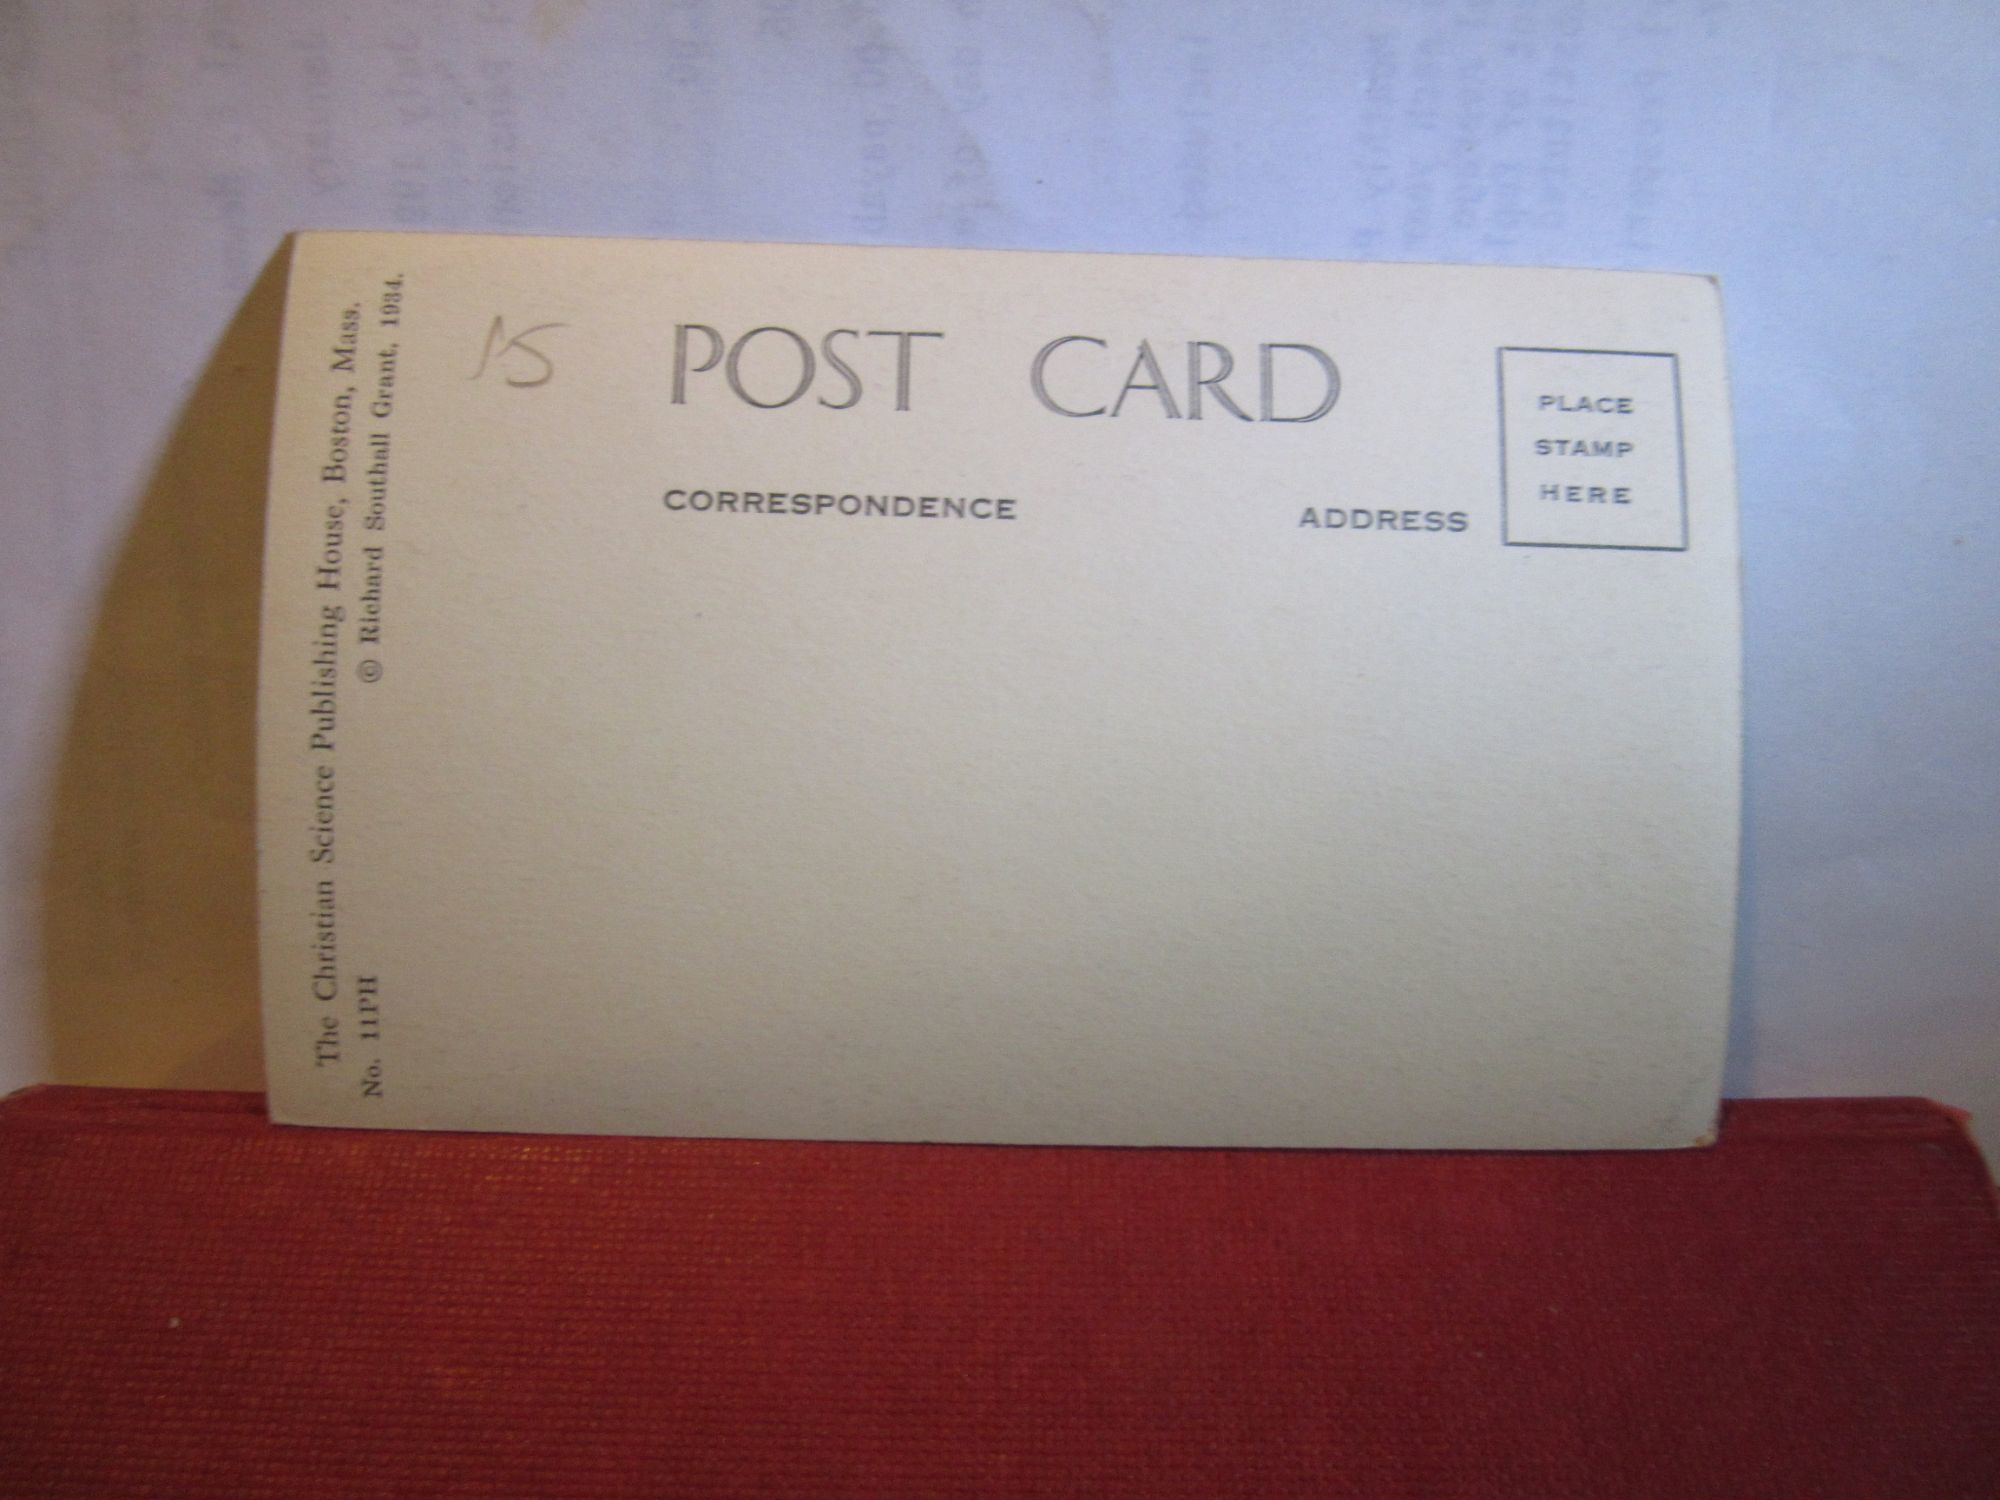 The Christian Science Publishing House, Boston, Mass.
No. 11PH © Richard Southall Grant, 1934.
15
POST CARD
CORRESPONDENCE
ADDRESS
PLACE
STAMP
HERE